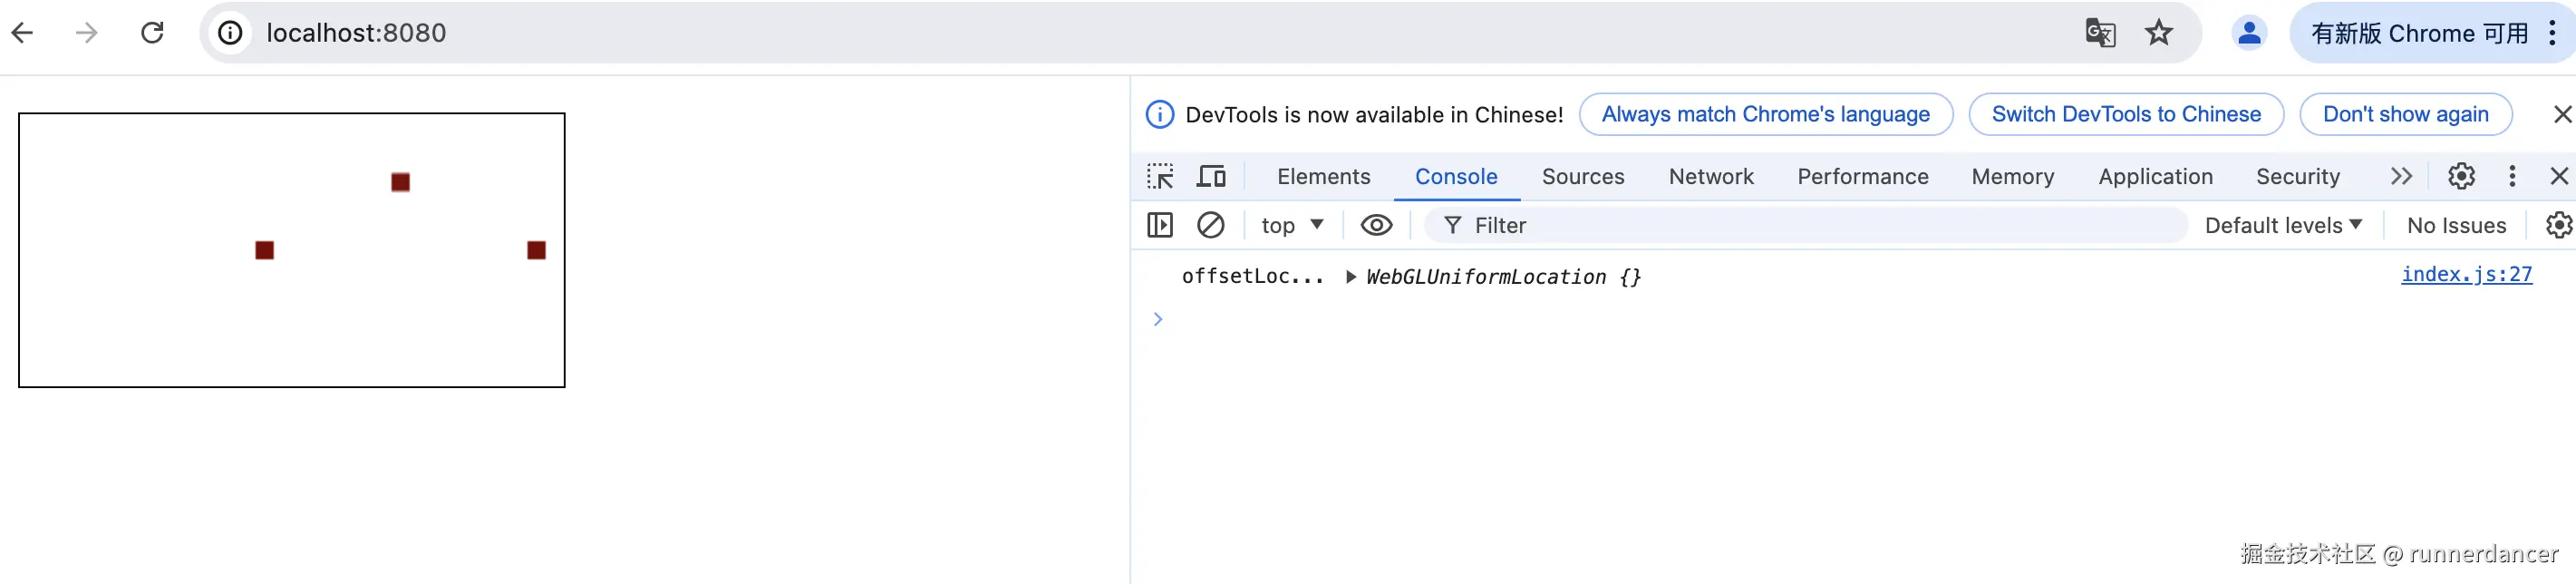 localhost:8080
有新版 Chrome 可用
DevTools is now available in Chinese! Always match Chrome's language Switch DevTools to Chinese Don't show again
Elements Console Sources Network Performance Memory Application Security
top Filter Default levels No Issues
offsetLoc... WebGLUniformLocation {} index.js:27
掘金技术社区 @ runnerdancer